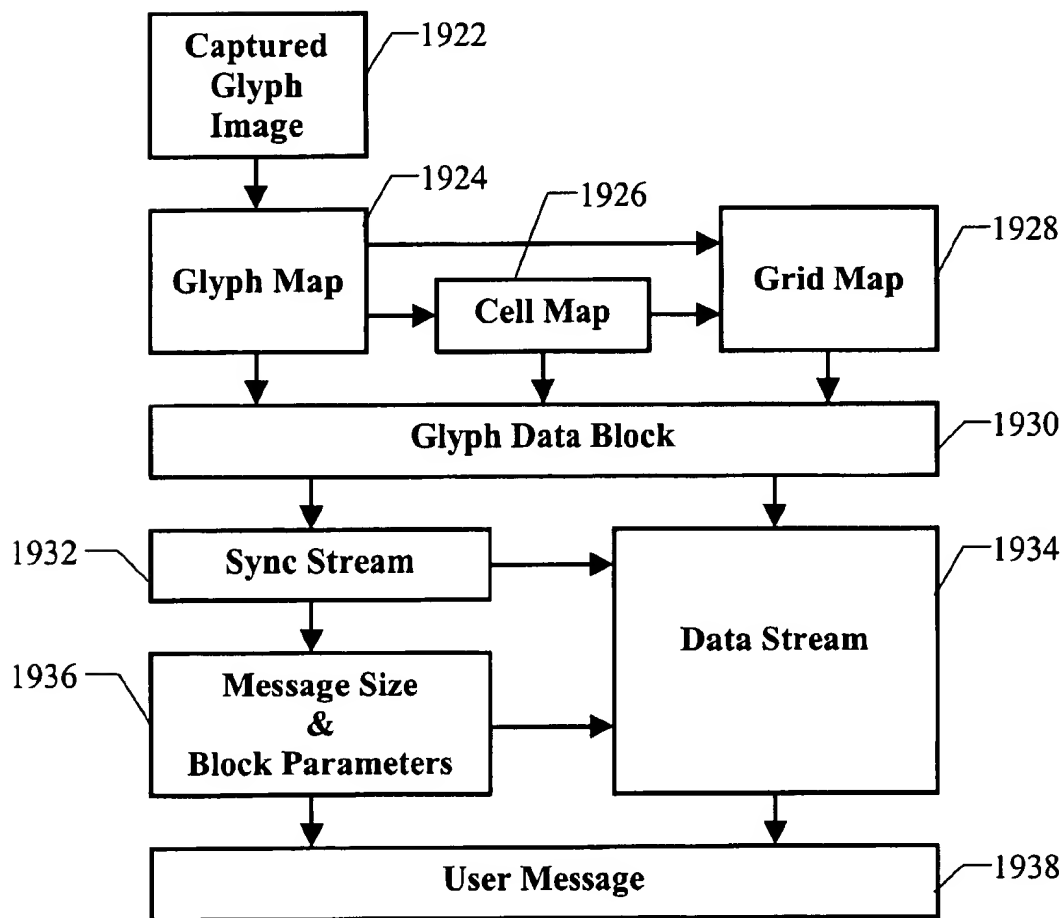 Captured
Glyph
Image
1922
Glyph Map
1924
Cell Map
1926
Grid Map
1928
Glyph Data Block
1930
Sync Stream
1932
Data Stream
1934
Message Size
&
Block Parameters
1936
User Message
1938